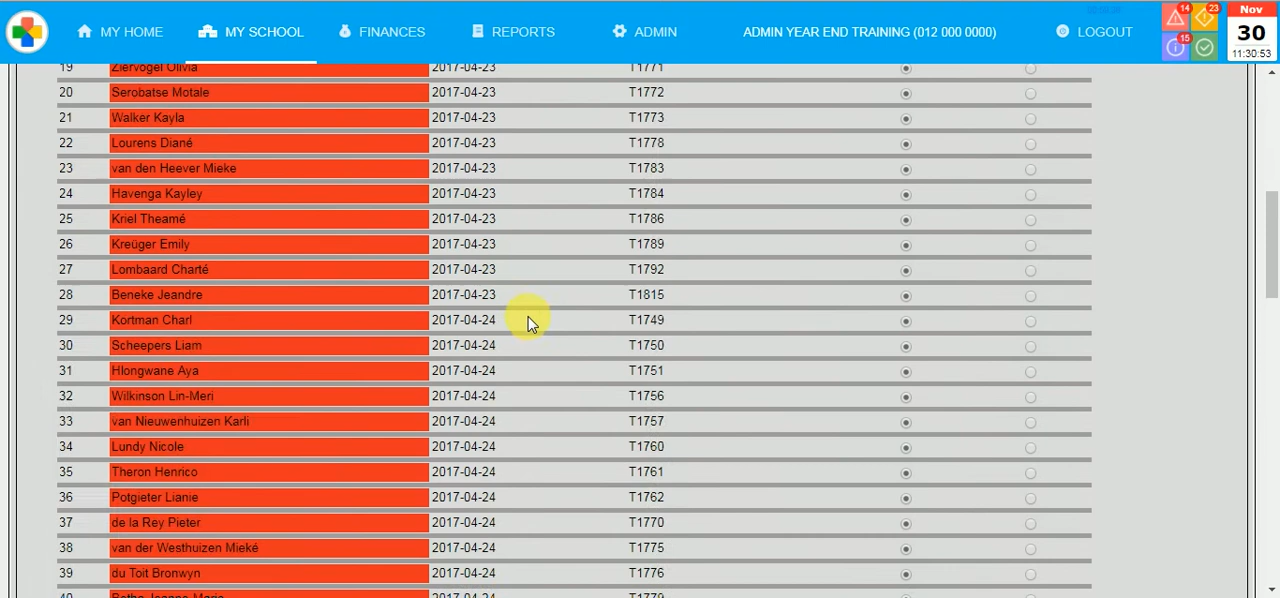 MY HOME MY SCHOOL FINANCES REPORTS ADMIN ADMIN YEAR END TRAINING (012 000 0000) LOGOUT 14 23 15 Nov 30 11:30:53
19 Ziervogel Olivia 2017-04-23 T1771
20 Serobatse Motale 2017-04-23 T1772
21 Walker Kayla 2017-04-23 T1773
22 Lourens Diané 2017-04-23 T1778
23 van den Heever Mieke 2017-04-23 T1783
24 Havenga Kayley 2017-04-23 T1784
25 Kriel Theamé 2017-04-23 T1786
26 Kreüger Emily 2017-04-23 T1789
27 Lombaard Charté 2017-04-23 T1792
28 Beneke Jeandre 2017-04-23 T1815
29 Kortman Charl 2017-04-24 T1749
30 Scheepers Liam 2017-04-24 T1750
31 Hlongwane Aya 2017-04-24 T1751
32 Wilkinson Lin-Meri 2017-04-24 T1756
33 van Nieuwenhuizen Karli 2017-04-24 T1757
34 Lundy Nicole 2017-04-24 T1760
35 Theron Henrico 2017-04-24 T1761
36 Potgieter Lianie 2017-04-24 T1762
37 de la Rey Pieter 2017-04-24 T1770
38 van der Westhuizen Mieké 2017-04-24 T1775
39 du Toit Bronwyn 2017-04-24 T1776